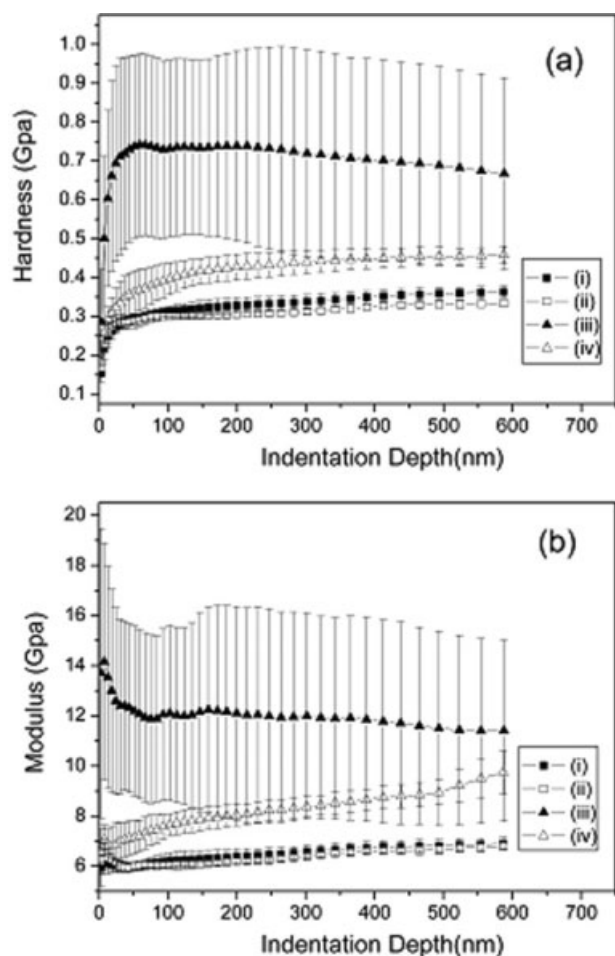 (a)
Hardness (Gpa)
1.0
0.9
0.8
0.7
0.6
0.5
0.4
0.3
0.2
0.1
(i)
(ii)
(iii)
(iv)
0 100 200 300 400 500 600 700
Indentation Depth(nm)
(b)
Modulus (Gpa)
20
18
16
14
12
10
8
6
(i)
(ii)
(iii)
(iv)
0 100 200 300 400 500 600 700
Indentation Depth(nm)